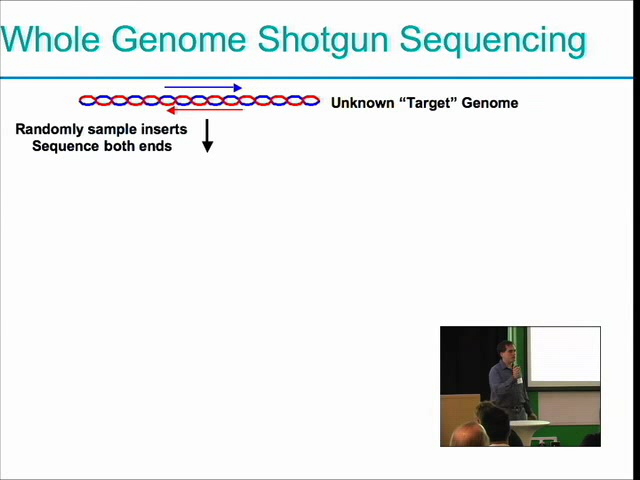 Whole Genome Shotgun Sequencing
Unknown “Target” Genome
Randomly sample inserts
Sequence both ends